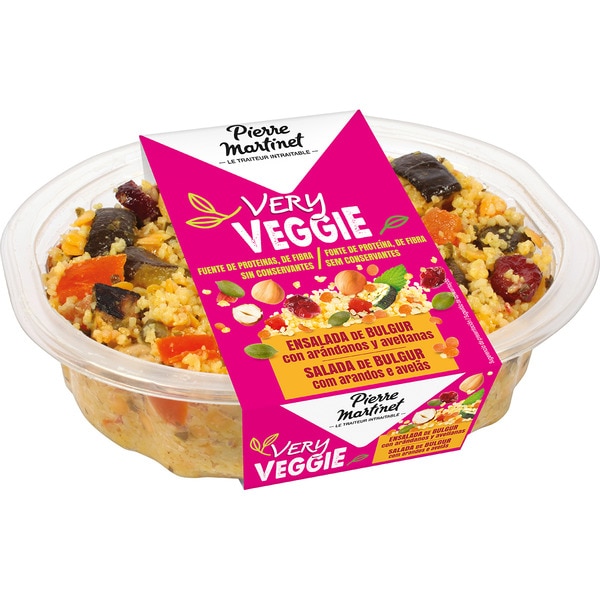 Pierre
Martinet
LE TRAITEUR INTRAITABLE
VERY
VEGGIE
FUENTE DE PROTEINAS, DE FIBRA
SIN CONSERVANTES
FONTE DE PROTEÍNA, DE FIBRA
SEM CONSERVANTES
ENSALADA DE BULGUR
con arándanos y avellanas
SALADA DE BULGUR
com arandos e avelãs
Pierre
Martinet
LE TRAITEUR INTRAITABLE
VERY
VEGGIE
ENSALADA DE BULGUR
con arándanos y avellanas
SALADA DE BULGUR
com arandos e avelãs